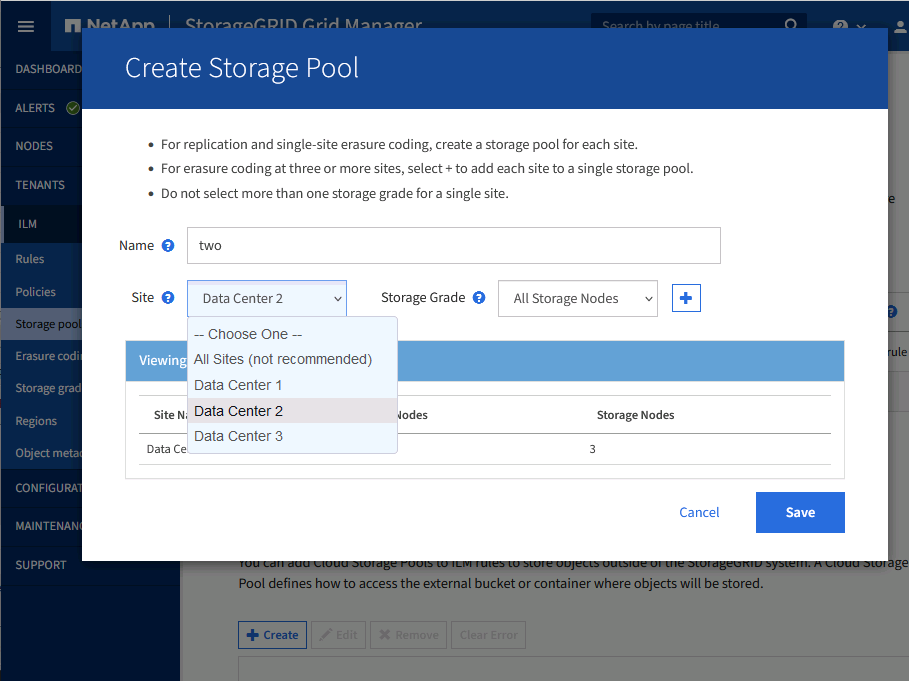 NetApp | StorageGRID Grid Manager
Search by page title
Create Storage Pool
DASHBOARD
ALERTS
NODES
TENANTS
ILM
Rules
Policies
Storage pool
Erasure codi
Storage grad
Regions
Object metad
CONFIGURAT
MAINTENANC
SUPPORT
For replication and single-site erasure coding, create a storage pool for each site.
For erasure coding at three or more sites, select + to add each site to a single storage pool.
Do not select more than one storage grade for a single site.
Name ? two
Site ? Data Center 2 Storage Grade ? All Storage Nodes +
-- Choose One --
All Sites (not recommended)
Data Center 1
Data Center 2
Data Center 3
Viewing
Site Na Nodes Storage Nodes
Data Ce 3
Cancel Save
e
rule
You can add Cloud Storage Pools to ILM rules to store objects outside of the StorageGRID system. A Cloud Storage
Pool defines how to access the external bucket or container where objects will be stored.
Create Edit Remove Clear Error